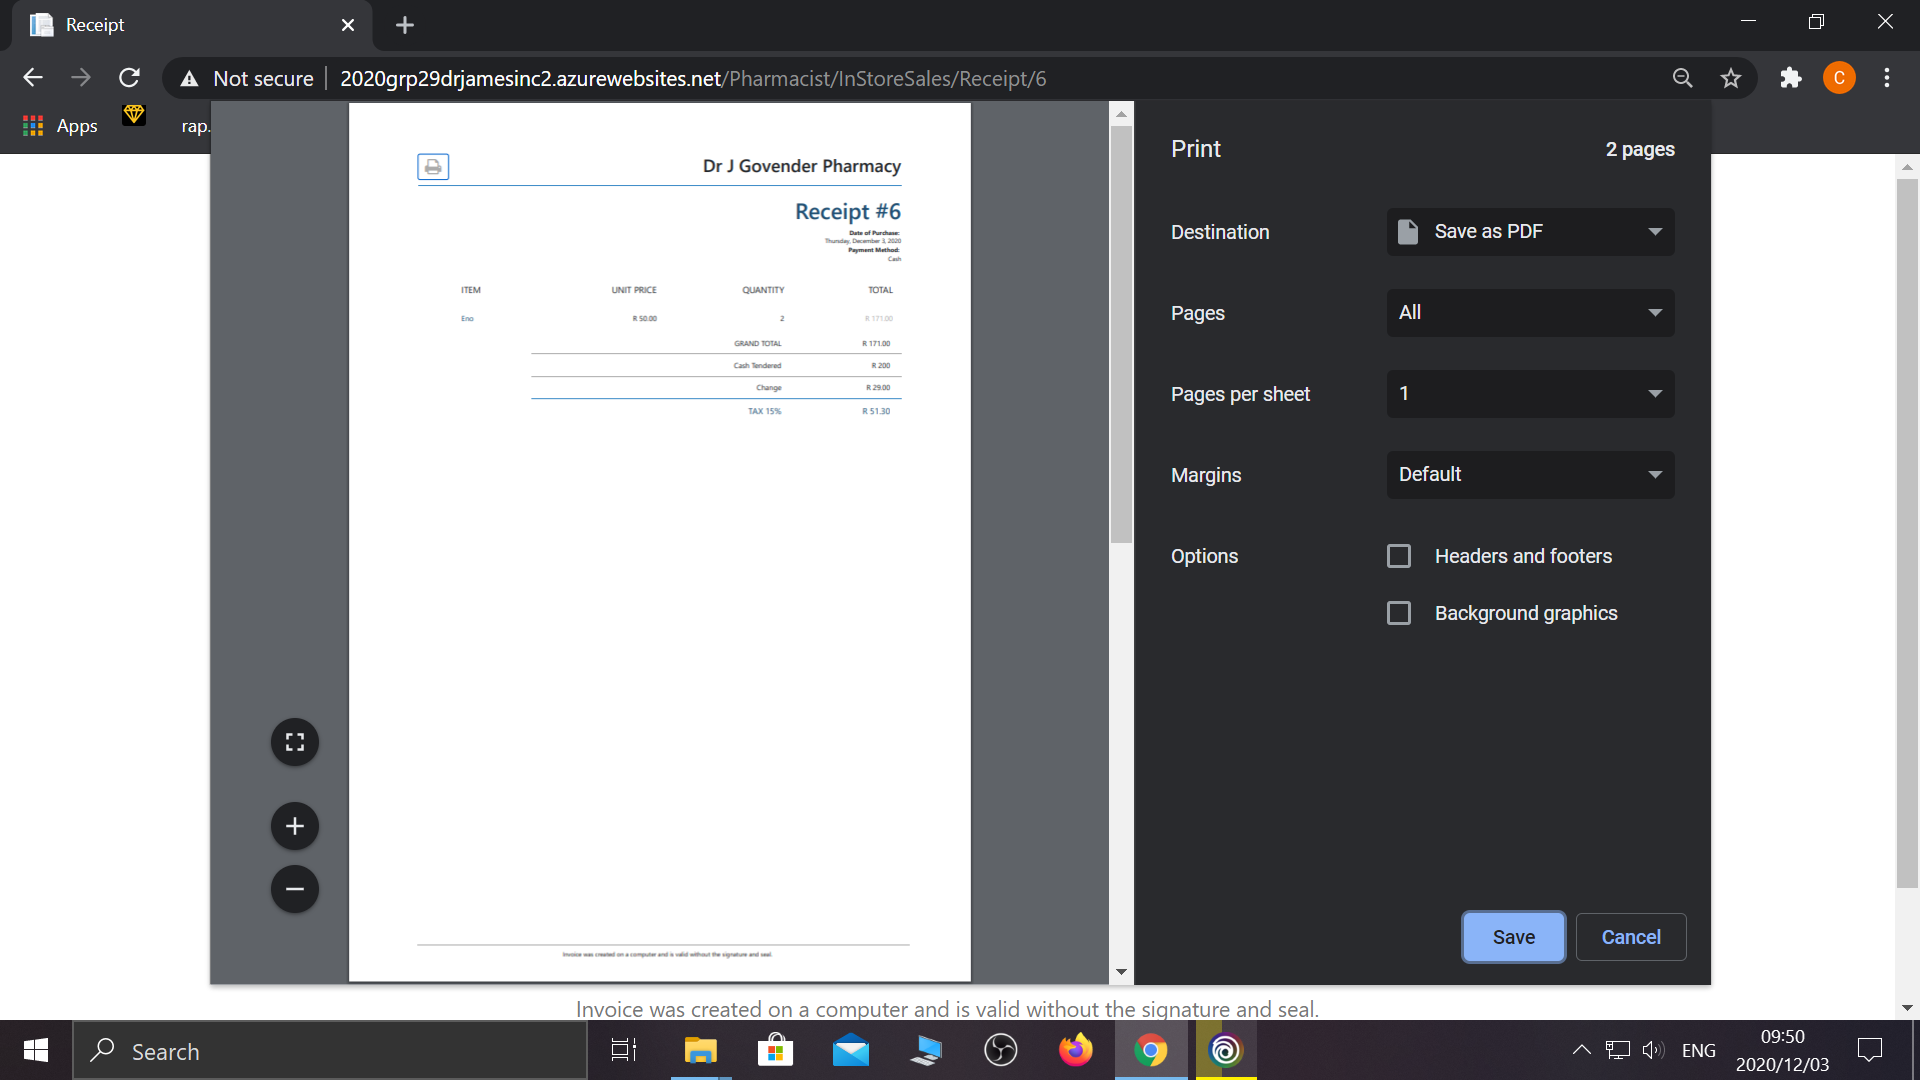 Receipt
Not secure 2020grp29drjamesinc2.azurewebsites.net/Pharmacist/InStoreSales/Receipt/6
C
Apps
rap.
Dr J Govender Pharmacy
Receipt #6
Date of Purchase:
Thursday, December 3, 2020
Payment Method:
Cash
ITEM UNIT PRICE QUANTITY TOTAL
Eno R 50.00 2 R 171.00
GRAND TOTAL R 171.00
Cash Tendered R 200
Change R 29.00
TAX 15% R 51.30
Invoice was created on a computer and is valid without the signature and seal.
Print 2 pages
Destination Save as PDF
Pages All
Pages per sheet 1
Margins Default
Options Headers and footers
Background graphics
Save Cancel
Invoice was created on a computer and is valid without the signature and seal.
Search
ENG
09:50
2020/12/03